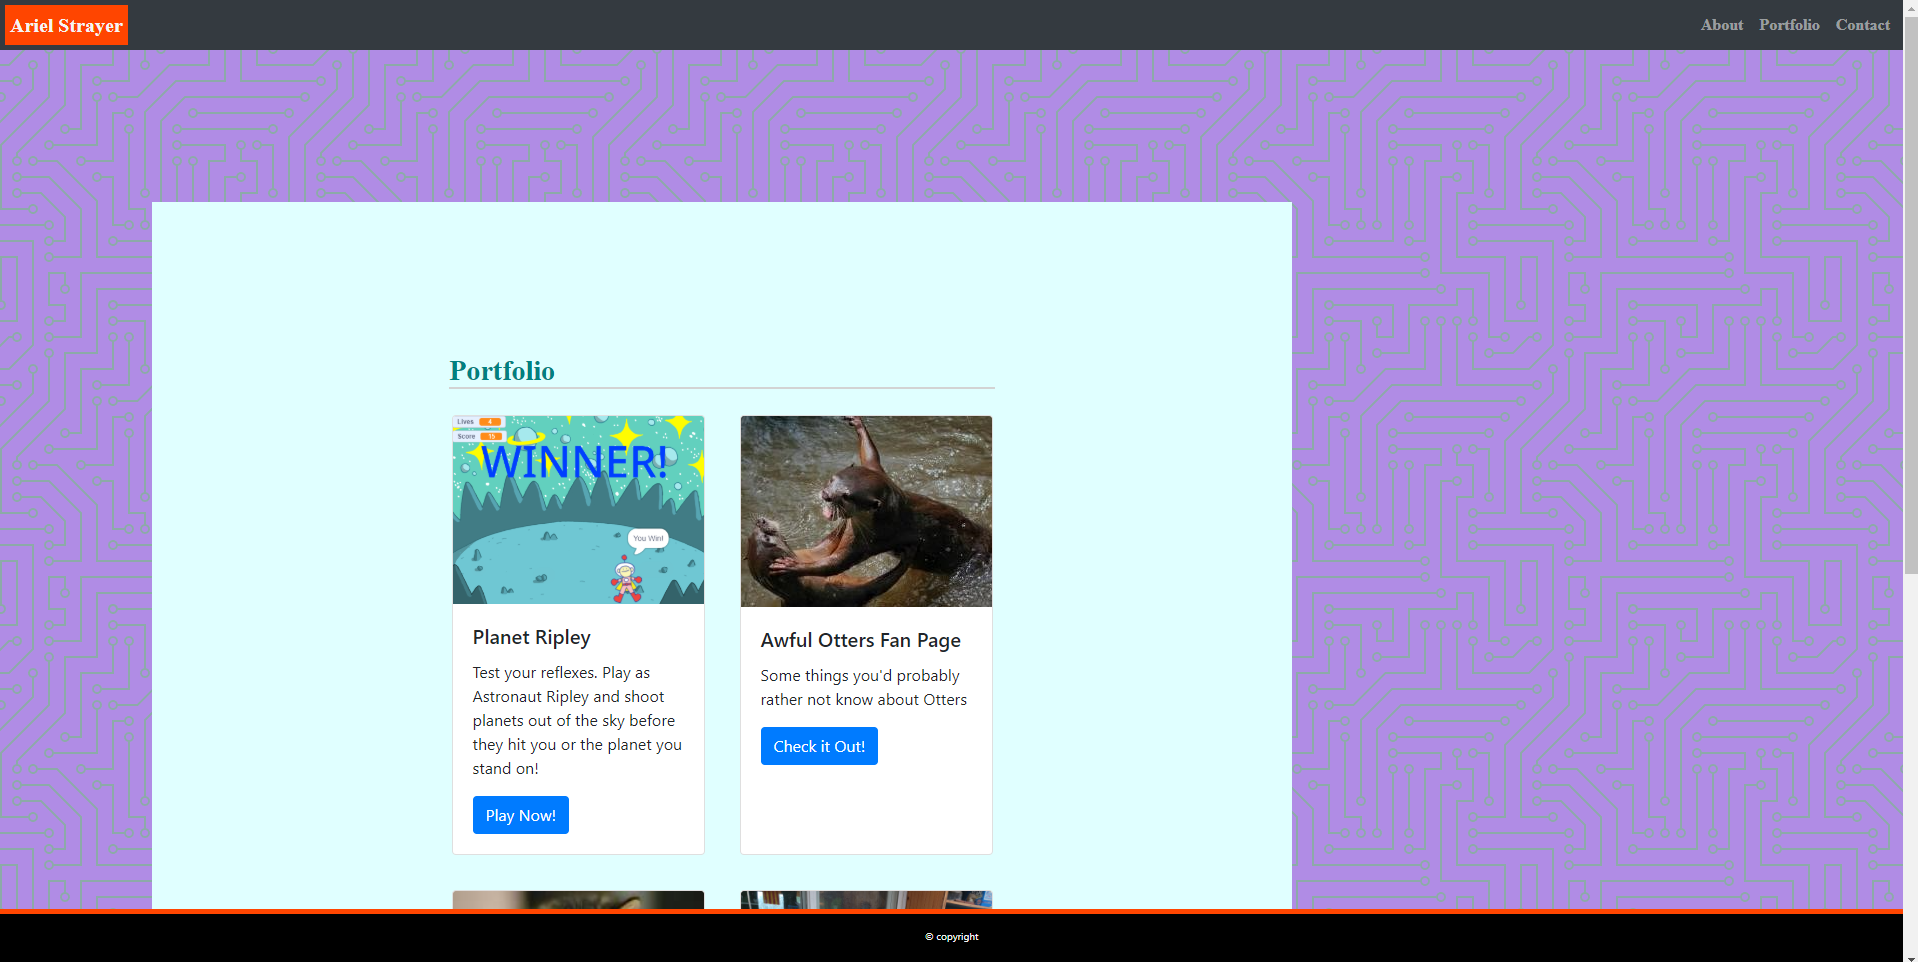 Ariel Strayer
About Portfolio Contact
Portfolio
Lives 4
Score 15
WINNER!
You Win!
Planet Ripley
Test your reflexes. Play as
Astronaut Ripley and shoot
planets out of the sky before
they hit you or the planet you
stand on!
Play Now!
Awful Otters Fan Page
Some things you'd probably
rather not know about Otters
Check it Out!
© copyright